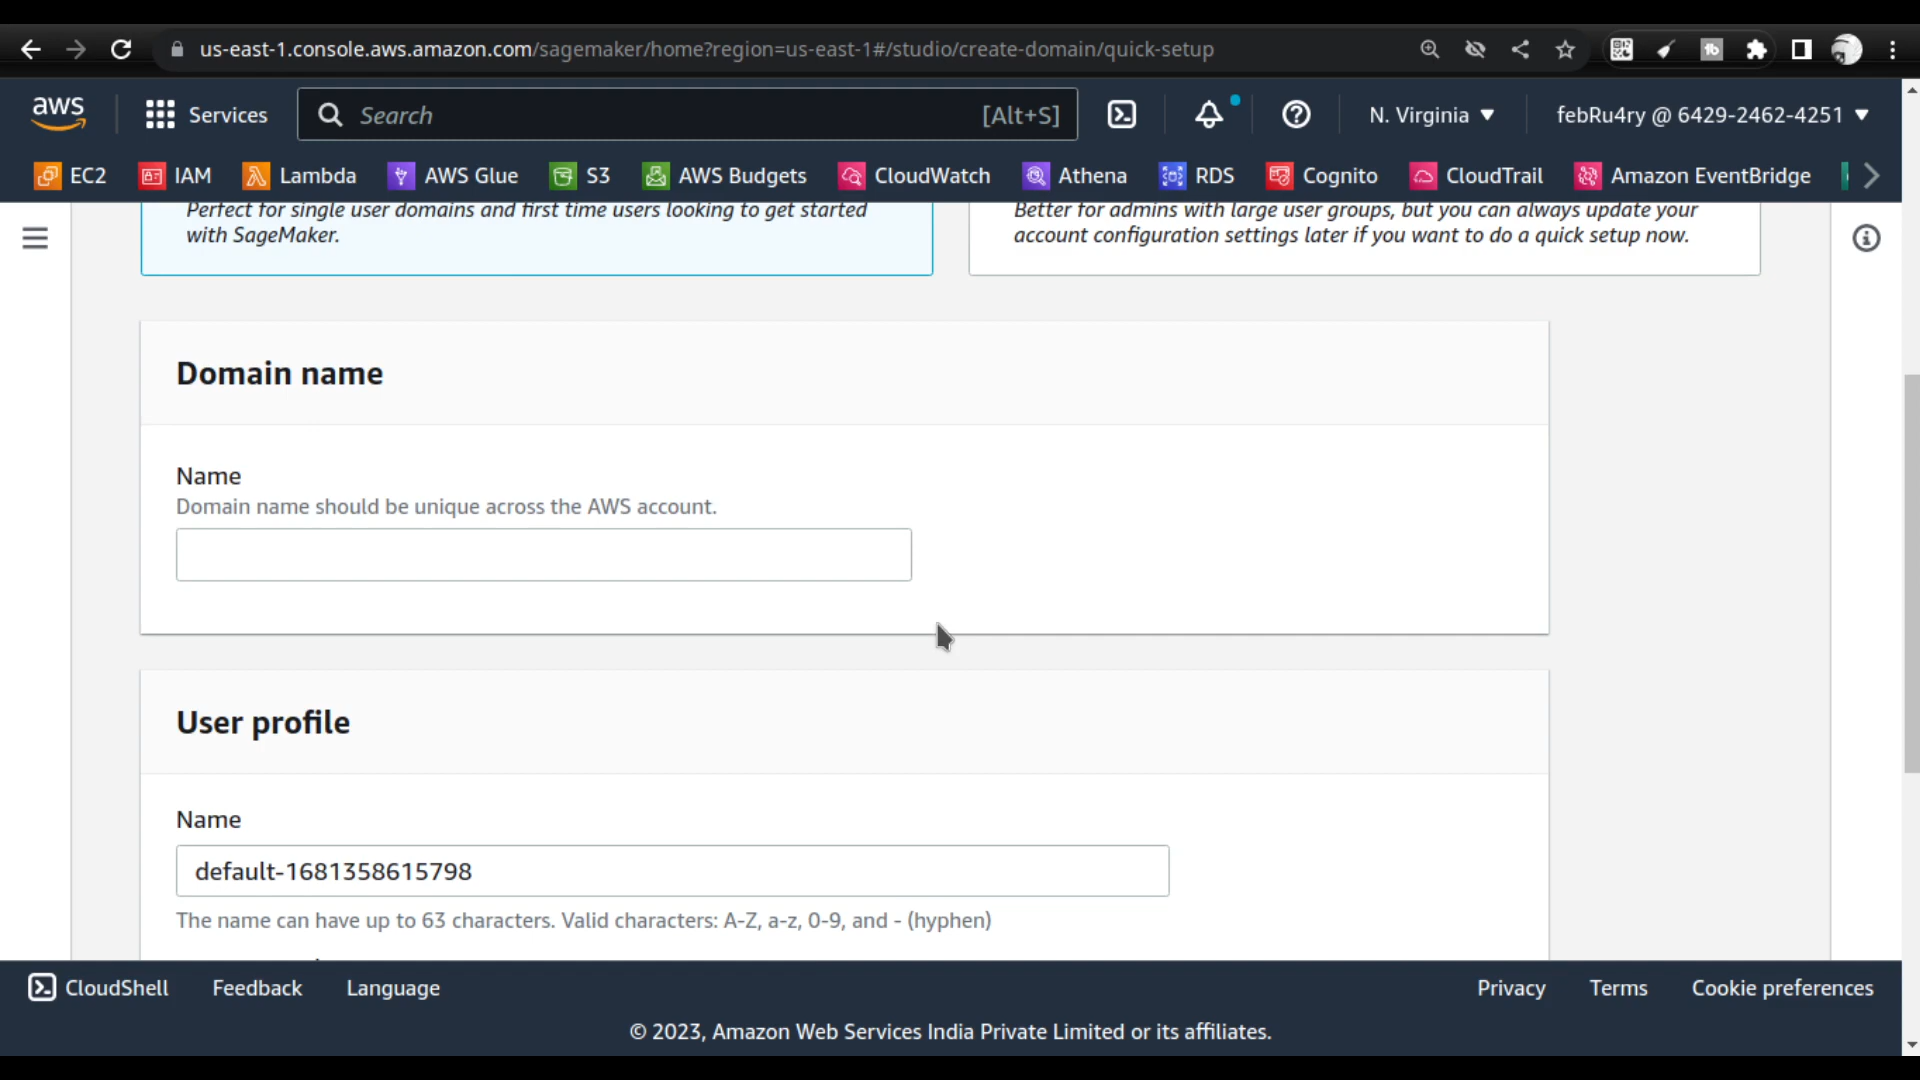 us-east-1.console.aws.amazon.com/sagemaker/home?region=us-east-1#/studio/create-domain/quick-setup
aws
Services
Search
[Alt+S]
N. Virginia
febRu4ry @ 6429-2462-4251
EC2
IAM
Lambda
AWS Glue
S3
AWS Budgets
CloudWatch
Athena
RDS
Cognito
CloudTrail
Amazon EventBridge
Perfect for single user domains and first time users looking to get started
with SageMaker.
Better for admins with large user groups, but you can always update your
account configuration settings later if you want to do a quick setup now.
Domain name
Name
Domain name should be unique across the AWS account.
User profile
Name
default-1681358615798
The name can have up to 63 characters. Valid characters: A-Z, a-z, 0-9, and - (hyphen)
CloudShell
Feedback
Language
Privacy
Terms
Cookie preferences
© 2023, Amazon Web Services India Private Limited or its affiliates.